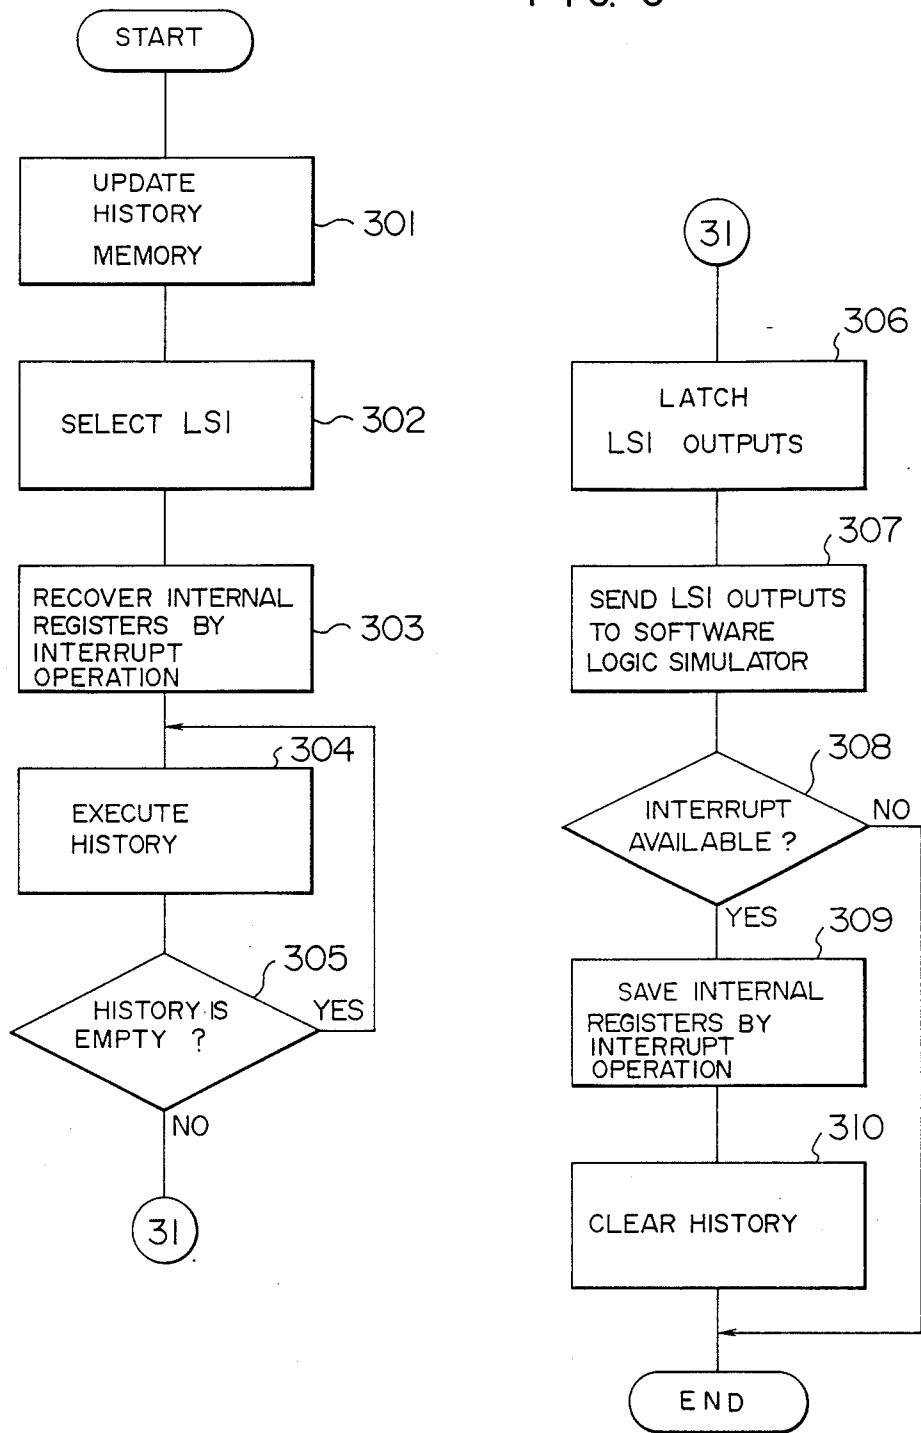 START
UPDATE
HISTORY
MEMORY
301
SELECT LSI
302
RECOVER INTERNAL
REGISTERS BY
INTERRUPT
OPERATION
303
304
EXECUTE
HISTORY
305
HISTORY IS
EMPTY ?
YES
NO
31
31
306
LATCH
LSI OUTPUTS
307
SEND LSI OUTPUTS
TO SOFTWARE
LOGIC SIMULATOR
308
INTERRUPT
AVAILABLE ?
NO
YES
309
SAVE INTERNAL
REGISTERS BY
INTERRUPT
OPERATION
310
CLEAR HISTORY
END